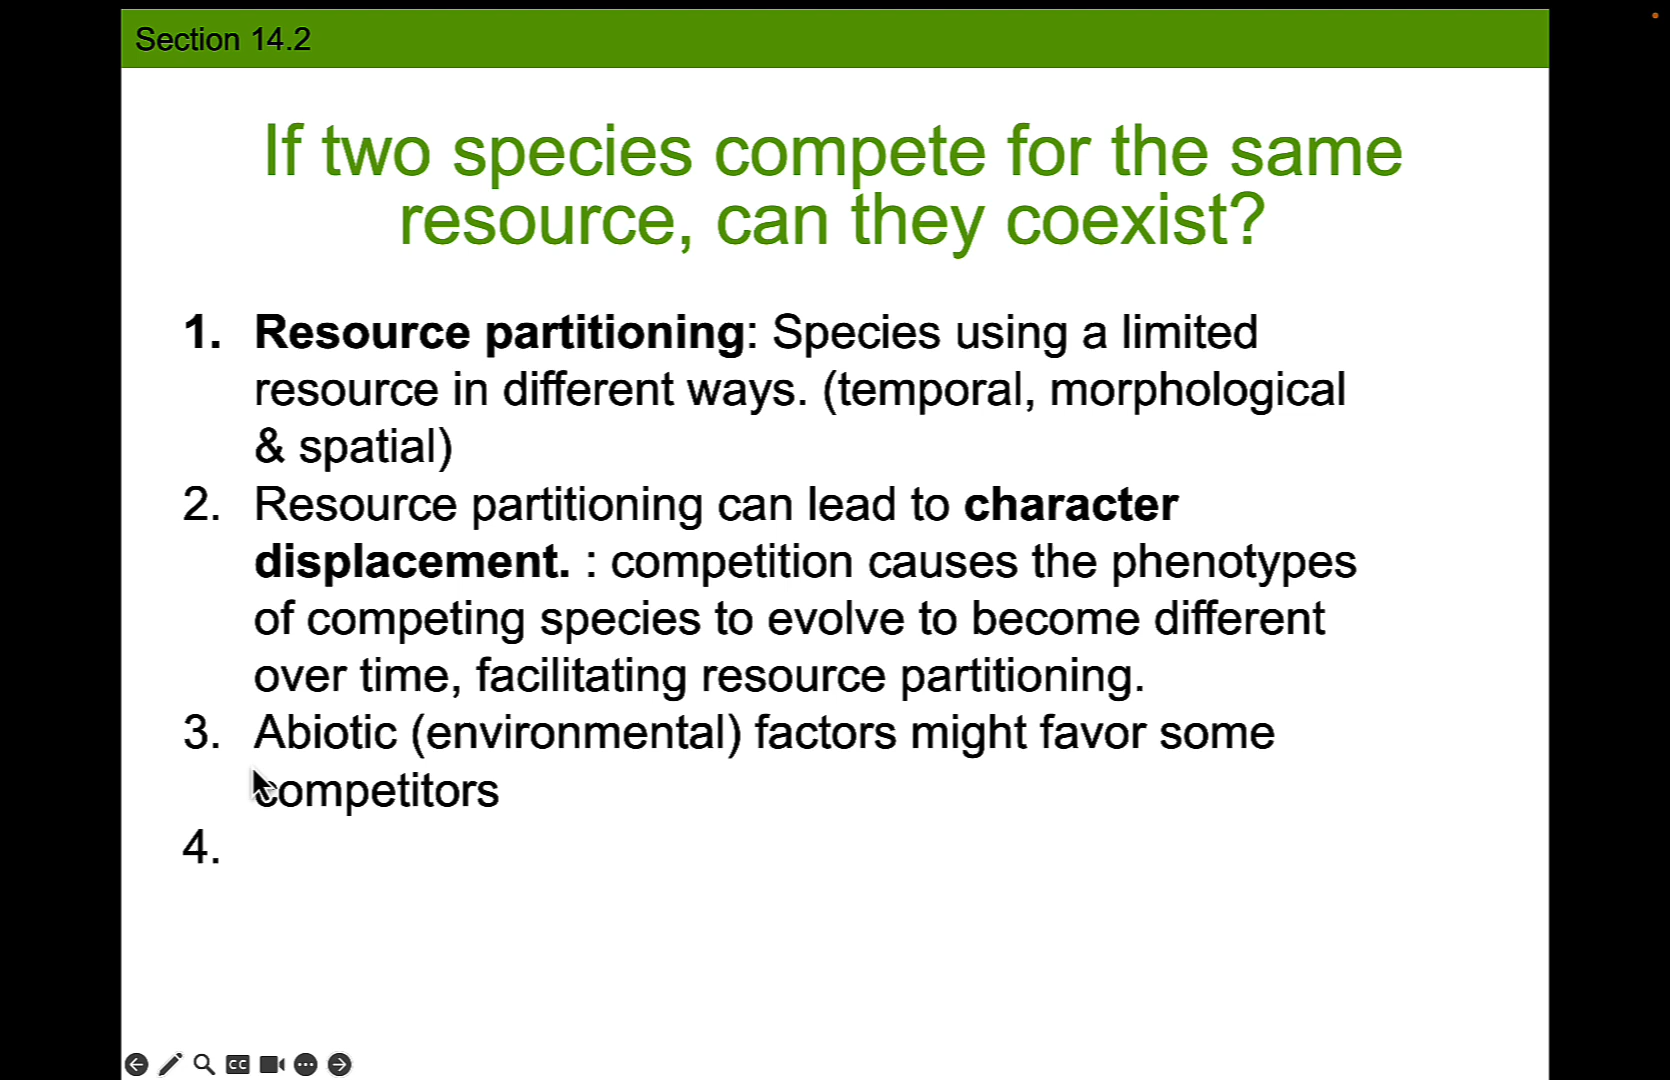 Section 14.2
If two species compete for the same
resource, can they coexist?
1. Resource partitioning: Species using a limited
resource in different ways. (temporal, morphological
& spatial)
2. Resource partitioning can lead to character
displacement. : competition causes the phenotypes
of competing species to evolve to become different
over time, facilitating resource partitioning.
3. Abiotic (environmental) factors might favor some
competitors
4.
CC